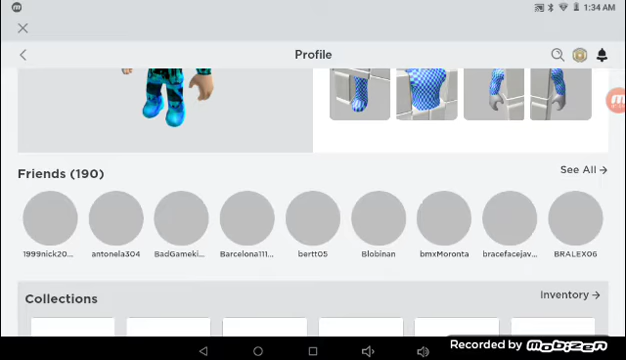 1:34 AM
Profile
Friends (190)
See All
1999nick20... antonela304 BadGameki... Barcelona111... bertt05 Blobinan bmxMoronta bracefacejav... BRALEX06
Collections
Inventory
Recorded by mobizen